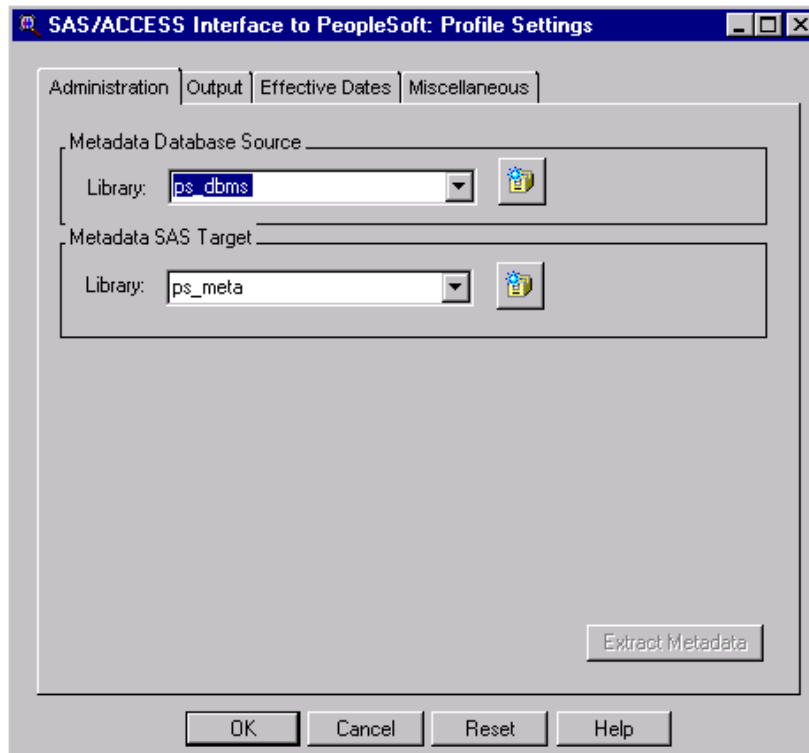 SAS/ACCESS Interface to PeopleSoft: Profile Settings
Administration Output Effective Dates Miscellaneous
Metadata Database Source
Library: ps_dbms
Metadata SAS Target
Library: ps_meta
Extract Metadata
OK Cancel Reset Help